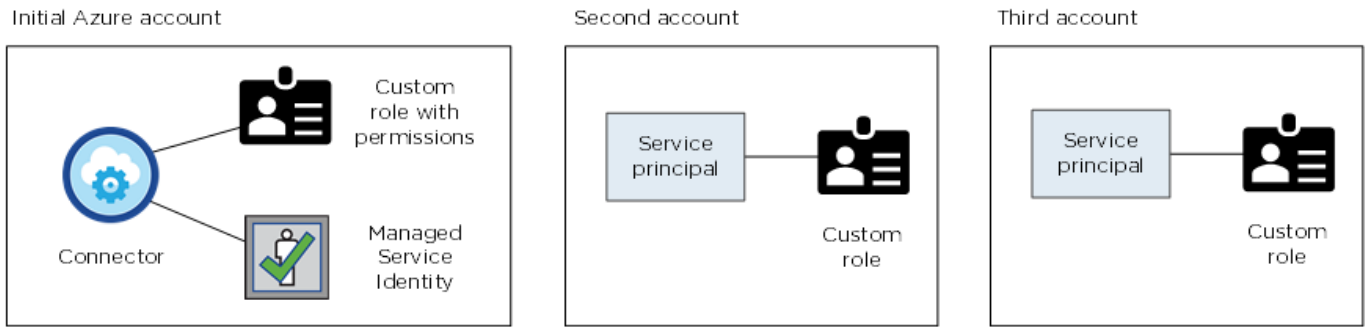 Initial Azure account
Second account
Third account
Custom
role with
permissions
Connector
Managed
Service
Identity
Service
principal
Custom
role
Service
principal
Custom
role